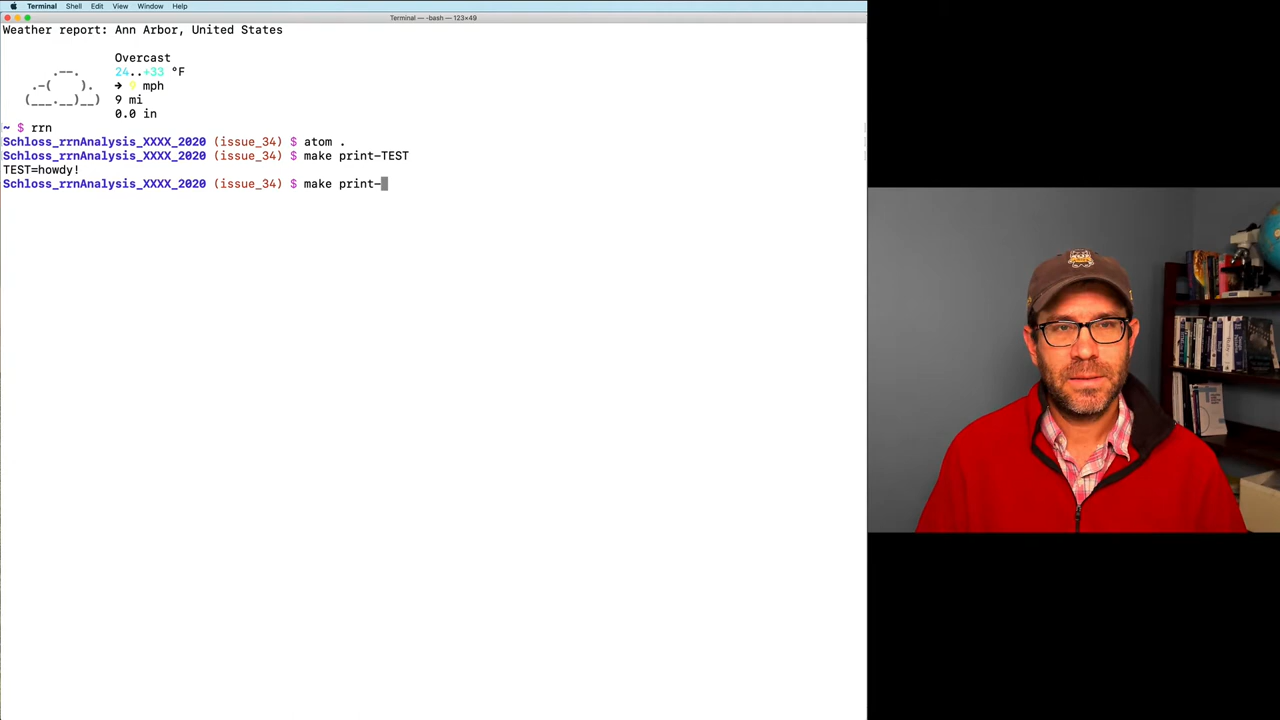 Terminal Shell Edit View Window Help
Terminal — -bash — 123×49
Weather report: Ann Arbor, United States
Overcast
24..+33 °F
→ 9 mph
9 mi
0.0 in
~ $ rrn
Schloss_rrnAnalysis_XXXX_2020 (issue_34) $ atom .
Schloss_rrnAnalysis_XXXX_2020 (issue_34) $ make print-TEST
TEST=howdy!
Schloss_rrnAnalysis_XXXX_2020 (issue_34) $ make print-